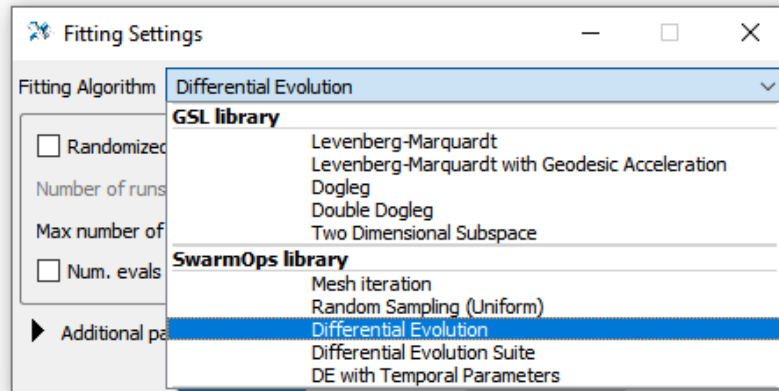 Fitting Settings
Fitting Algorithm Differential Evolution
GSL library
Randomized
Levenberg-Marquardt
Levenberg-Marquardt with Geodesic Acceleration
Number of runs
Dogleg
Double Dogleg
Max number of
Two Dimensional Subspace
SwarmOps library
Num. evals
Mesh iteration
Random Sampling (Uniform)
Additional pa
Differential Evolution
Differential Evolution Suite
DE with Temporal Parameters